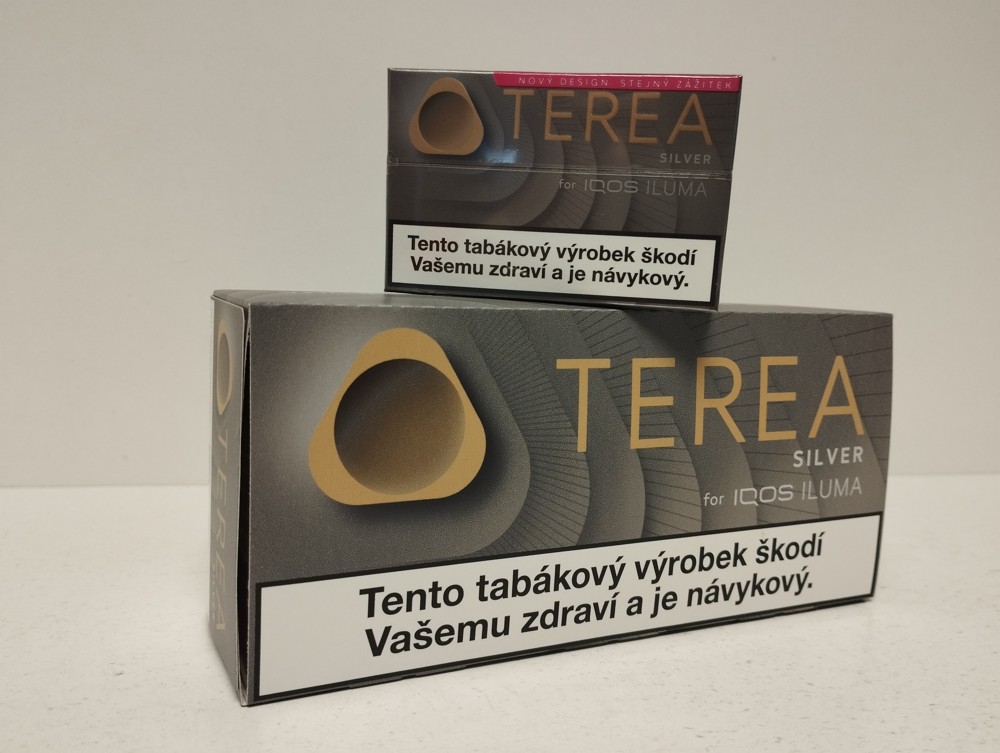 NOVÝ DESIGN. STEJNÝ ZÁŽITEK
TEREA
SILVER
for IQOS ILUMA
Tento tabákový výrobek škodí
Vašemu zdraví a je návykový.
TEREA
SILVER
for IQOS ILUMA
Tento tabákový výrobek škodí
Vašemu zdraví a je návykový.
TEREA